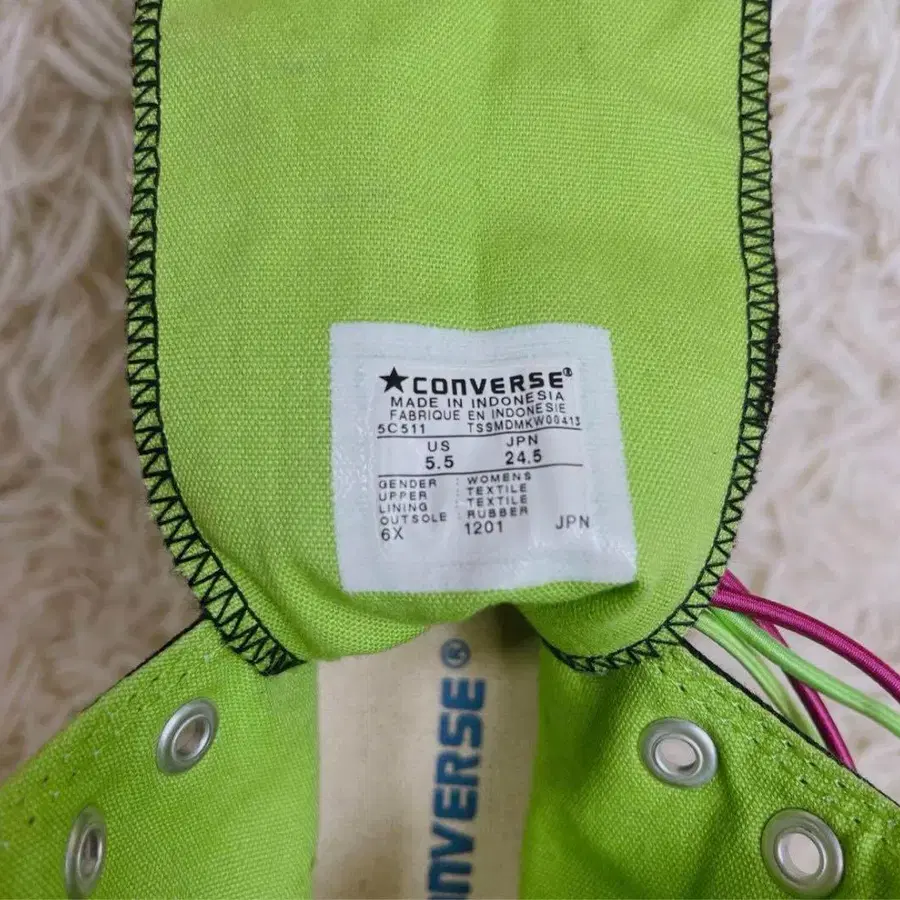 ★CONVERSE®
MADE IN INDONESIA
FABRIQUE EN INDONESIE
5C511 TSSMDMKW00413
US JPN
5.5 24.5
GENDER : WOMENS
UPPER : TEXTILE
LINING : TEXTILE
OUTSOLE : RUBBER
6X 1201 JPN
NVERSE®